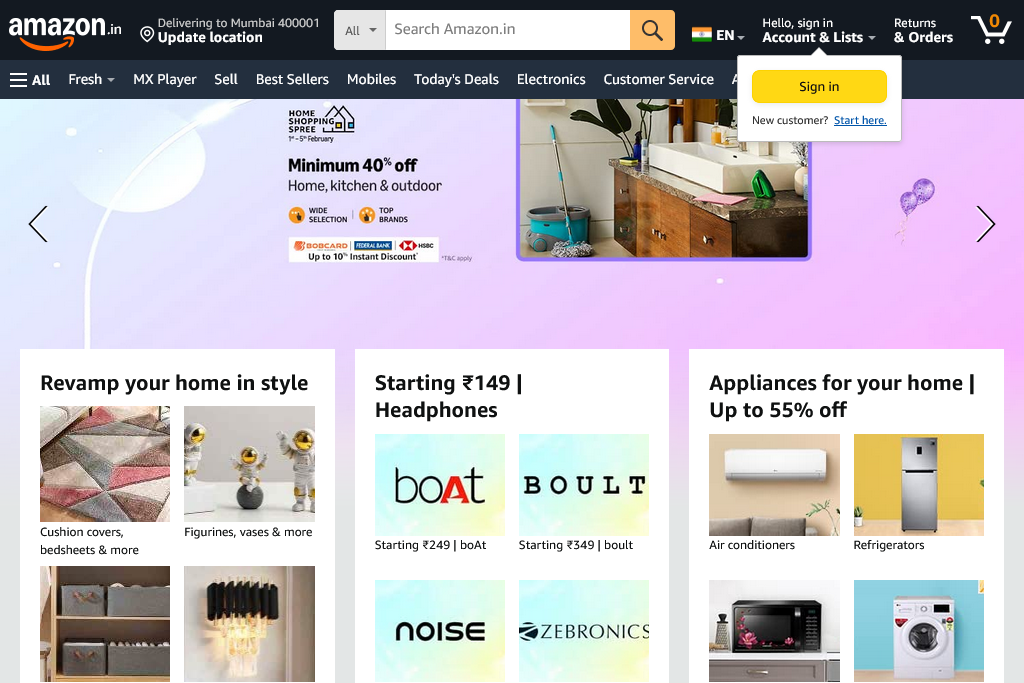 amazon.in
Delivering to Mumbai 400001
Update location
All
Search Amazon.in
EN
Hello, sign in
Account & Lists
Returns
& Orders
0
All
Fresh
MX Player
Sell
Best Sellers
Mobiles
Today's Deals
Electronics
Customer Service
Sign in
New customer? Start here.
HOME
SHOPPING
SPREE
1st - 5th February
Minimum 40% off
Home, kitchen & outdoor
WIDE
SELECTION
TOP
BRANDS
BOBCARD
FEDERAL BANK
HSBC
Up to 10% Instant Discount*
*T&C apply
Revamp your home in style
Cushion covers,
bedsheets & more
Figurines, vases & more
Starting ₹149 |
Headphones
boAt
BOULT
Starting ₹249 | boAt
Starting ₹349 | boult
noise
ZEBRONICS
Appliances for your home |
Up to 55% off
Air conditioners
Refrigerators